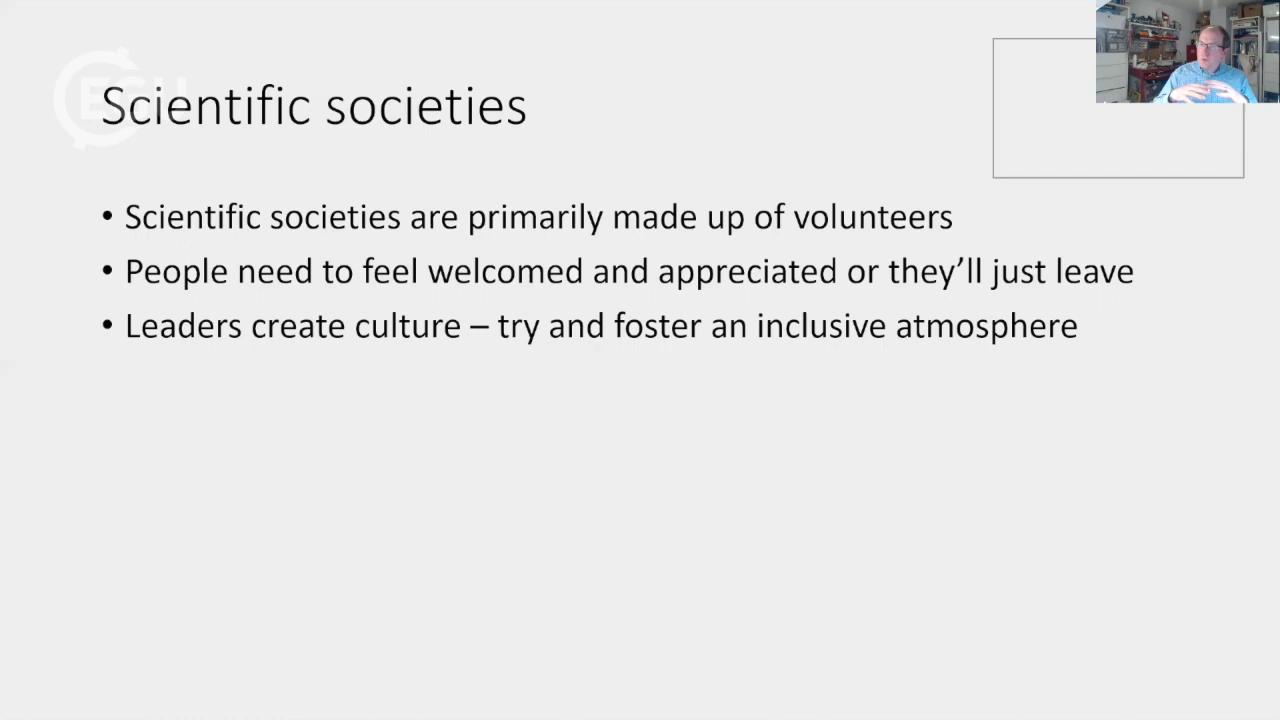 EGU
Scientific societies
• Scientific societies are primarily made up of volunteers
• People need to feel welcomed and appreciated or they’ll just leave
• Leaders create culture – try and foster an inclusive atmosphere